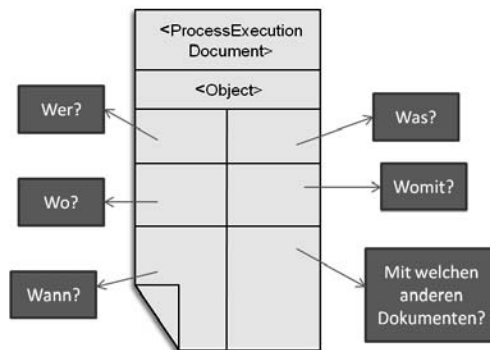 <ProcessExecution
Document>
<Object>
Wer?
Was?
Wo?
Womit?
Wann?
Mit welchen
anderen
Dokumenten?